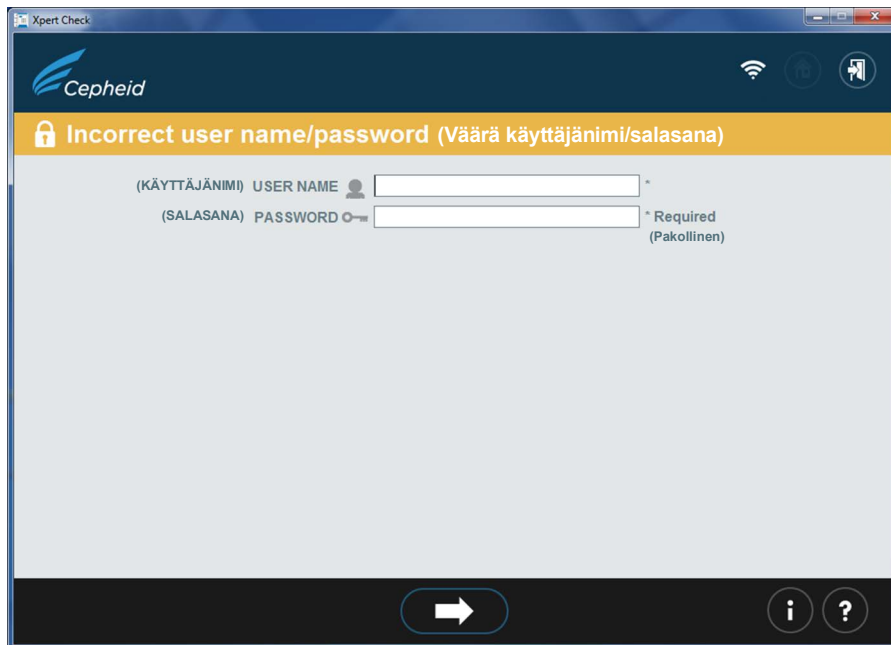 Xpert Check
Cepheid
Incorrect user name/password (Väärä käyttäjänimi/salasana)
(KÄYTTÄJÄNIMI) USER NAME *
(SALASANA) PASSWORD * Required
(Pakollinen)
i ?